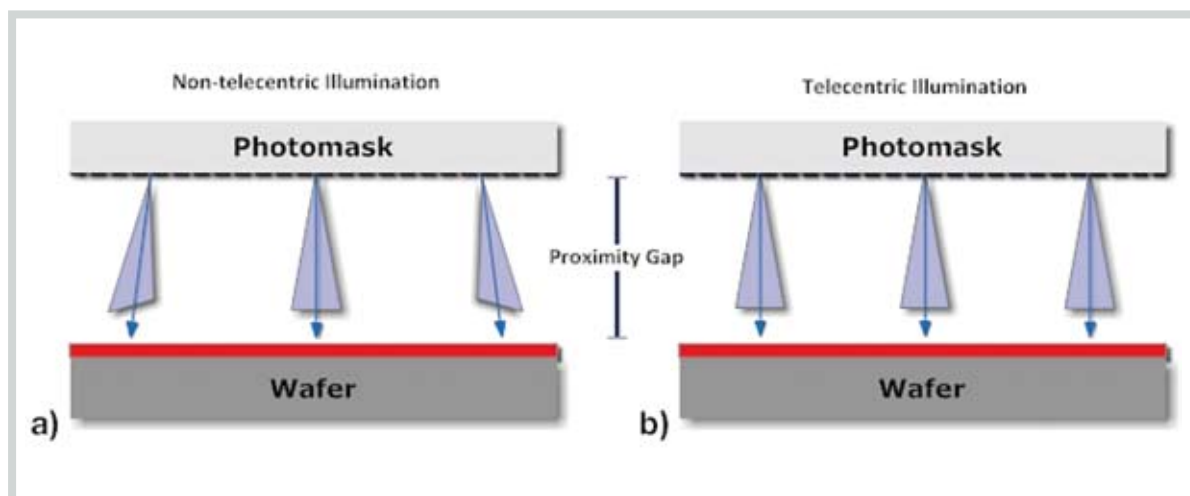 Non-telecentric Illumination
Telecentric Illumination
Photomask
Photomask
Proximity Gap
Wafer
Wafer
a)
b)